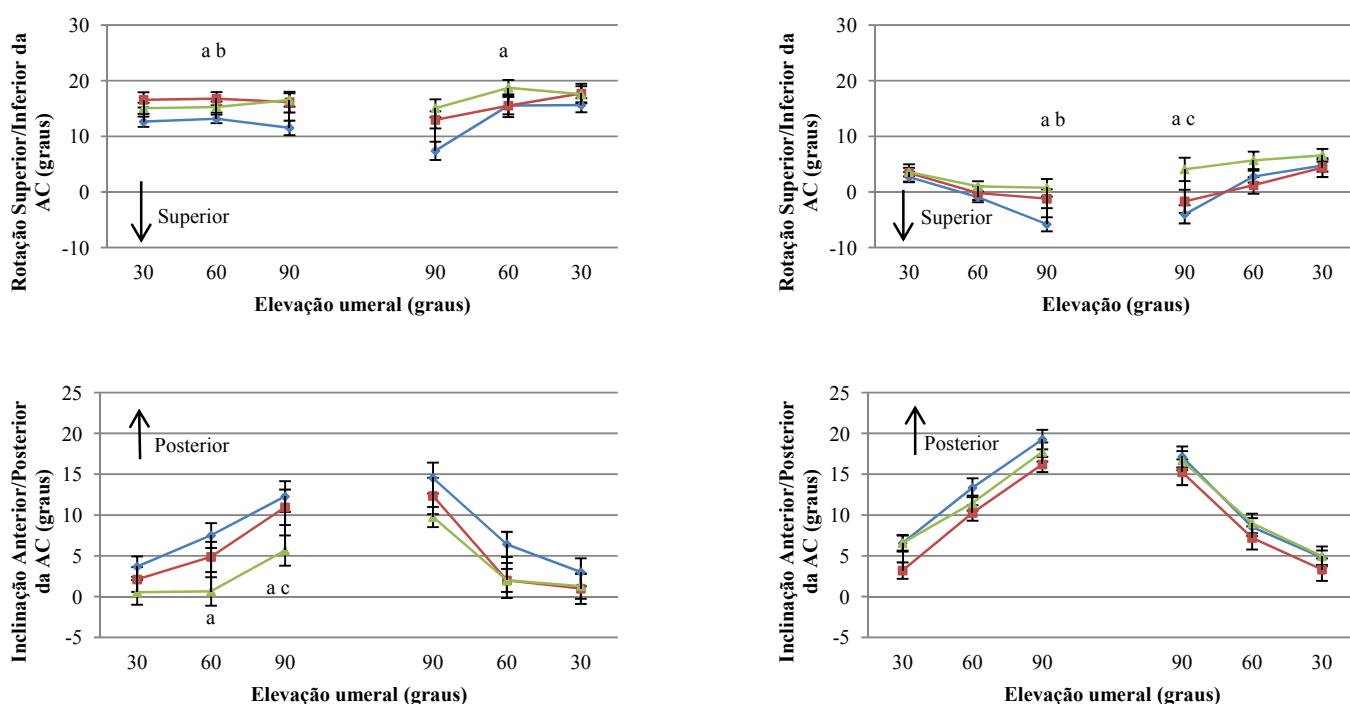 Rotação Superior/Inferior da
AC (graus)
30
20
10
0
-10
a b
a
Superior
30 60 90 90 60 30
Elevação umeral (graus)
Rotação Superior/Inferior da
AC (graus)
30
20
10
0
-10
a b
a c
Superior
30 60 90 90 60 30
Elevação (graus)
Inclinação Anterior/Posterior
da AC (graus)
25
20
15
10
5
0
-5
Posterior
a
a c
30 60 90 90 60 30
Elevação umeral (graus)
Inclinação Anterior/Posterior
da AC (graus)
25
20
15
10
5
0
-5
Posterior
30 60 90 90 60 30
Elevação umeral (graus)